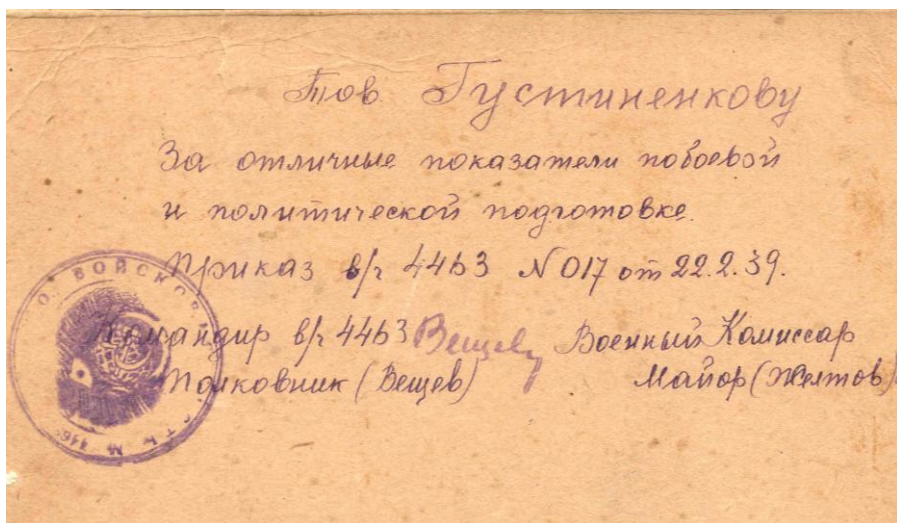 Тов. Густиненкову
За отличные показатели по боевой
и политической подготовке.
Приказ в/ч 4463 N 017 от 22.2.39.
Командир в/ч 4463 Вещев Военный Комиссар
Полковник (Вещев) Майор (Желтов)
ВОЙСКОВ